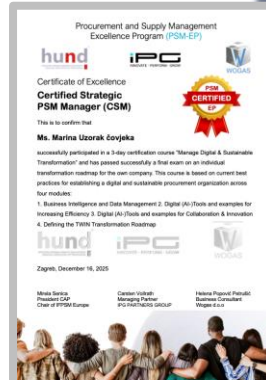 Procurement and Supply Management
Excellence Program (PSM-EP)
hund
iPG
INNOVATE · PERFORM · GROW
WOGAS
Certificate of Excellence
Certified Strategic
PSM Manager (CSM)
PSM
CERTIFIED
EP
This is to confirm that
Ms. Marina Uzorak čovjeka
successfully participated in a 3-day certification course "Manage Digital & Sustainable
Transformation" and has passed successfully a final exam on an individual
transformation roadmap for the own company. This course is based on current best
practices for establishing a digital and sustainable procurement organization across
four modules:
1. Business Intelligence and Data Management 2. Digital (AI-)Tools and examples for
Increasing Efficiency 3. Digital (AI-)Tools and examples for Collaboration & Innovation
4. Defining the TWIN Transformation Roadmap
hund
iPG
WOGAS
Zagreb, December 16, 2025
Mirela Senica
President CAP
Chair of IFPSM Europe
Carsten Vollrath
Managing Partner
IPG PARTNERS GROUP
Helena Popović Petrušić
Business Consultant
Wogas d.o.o